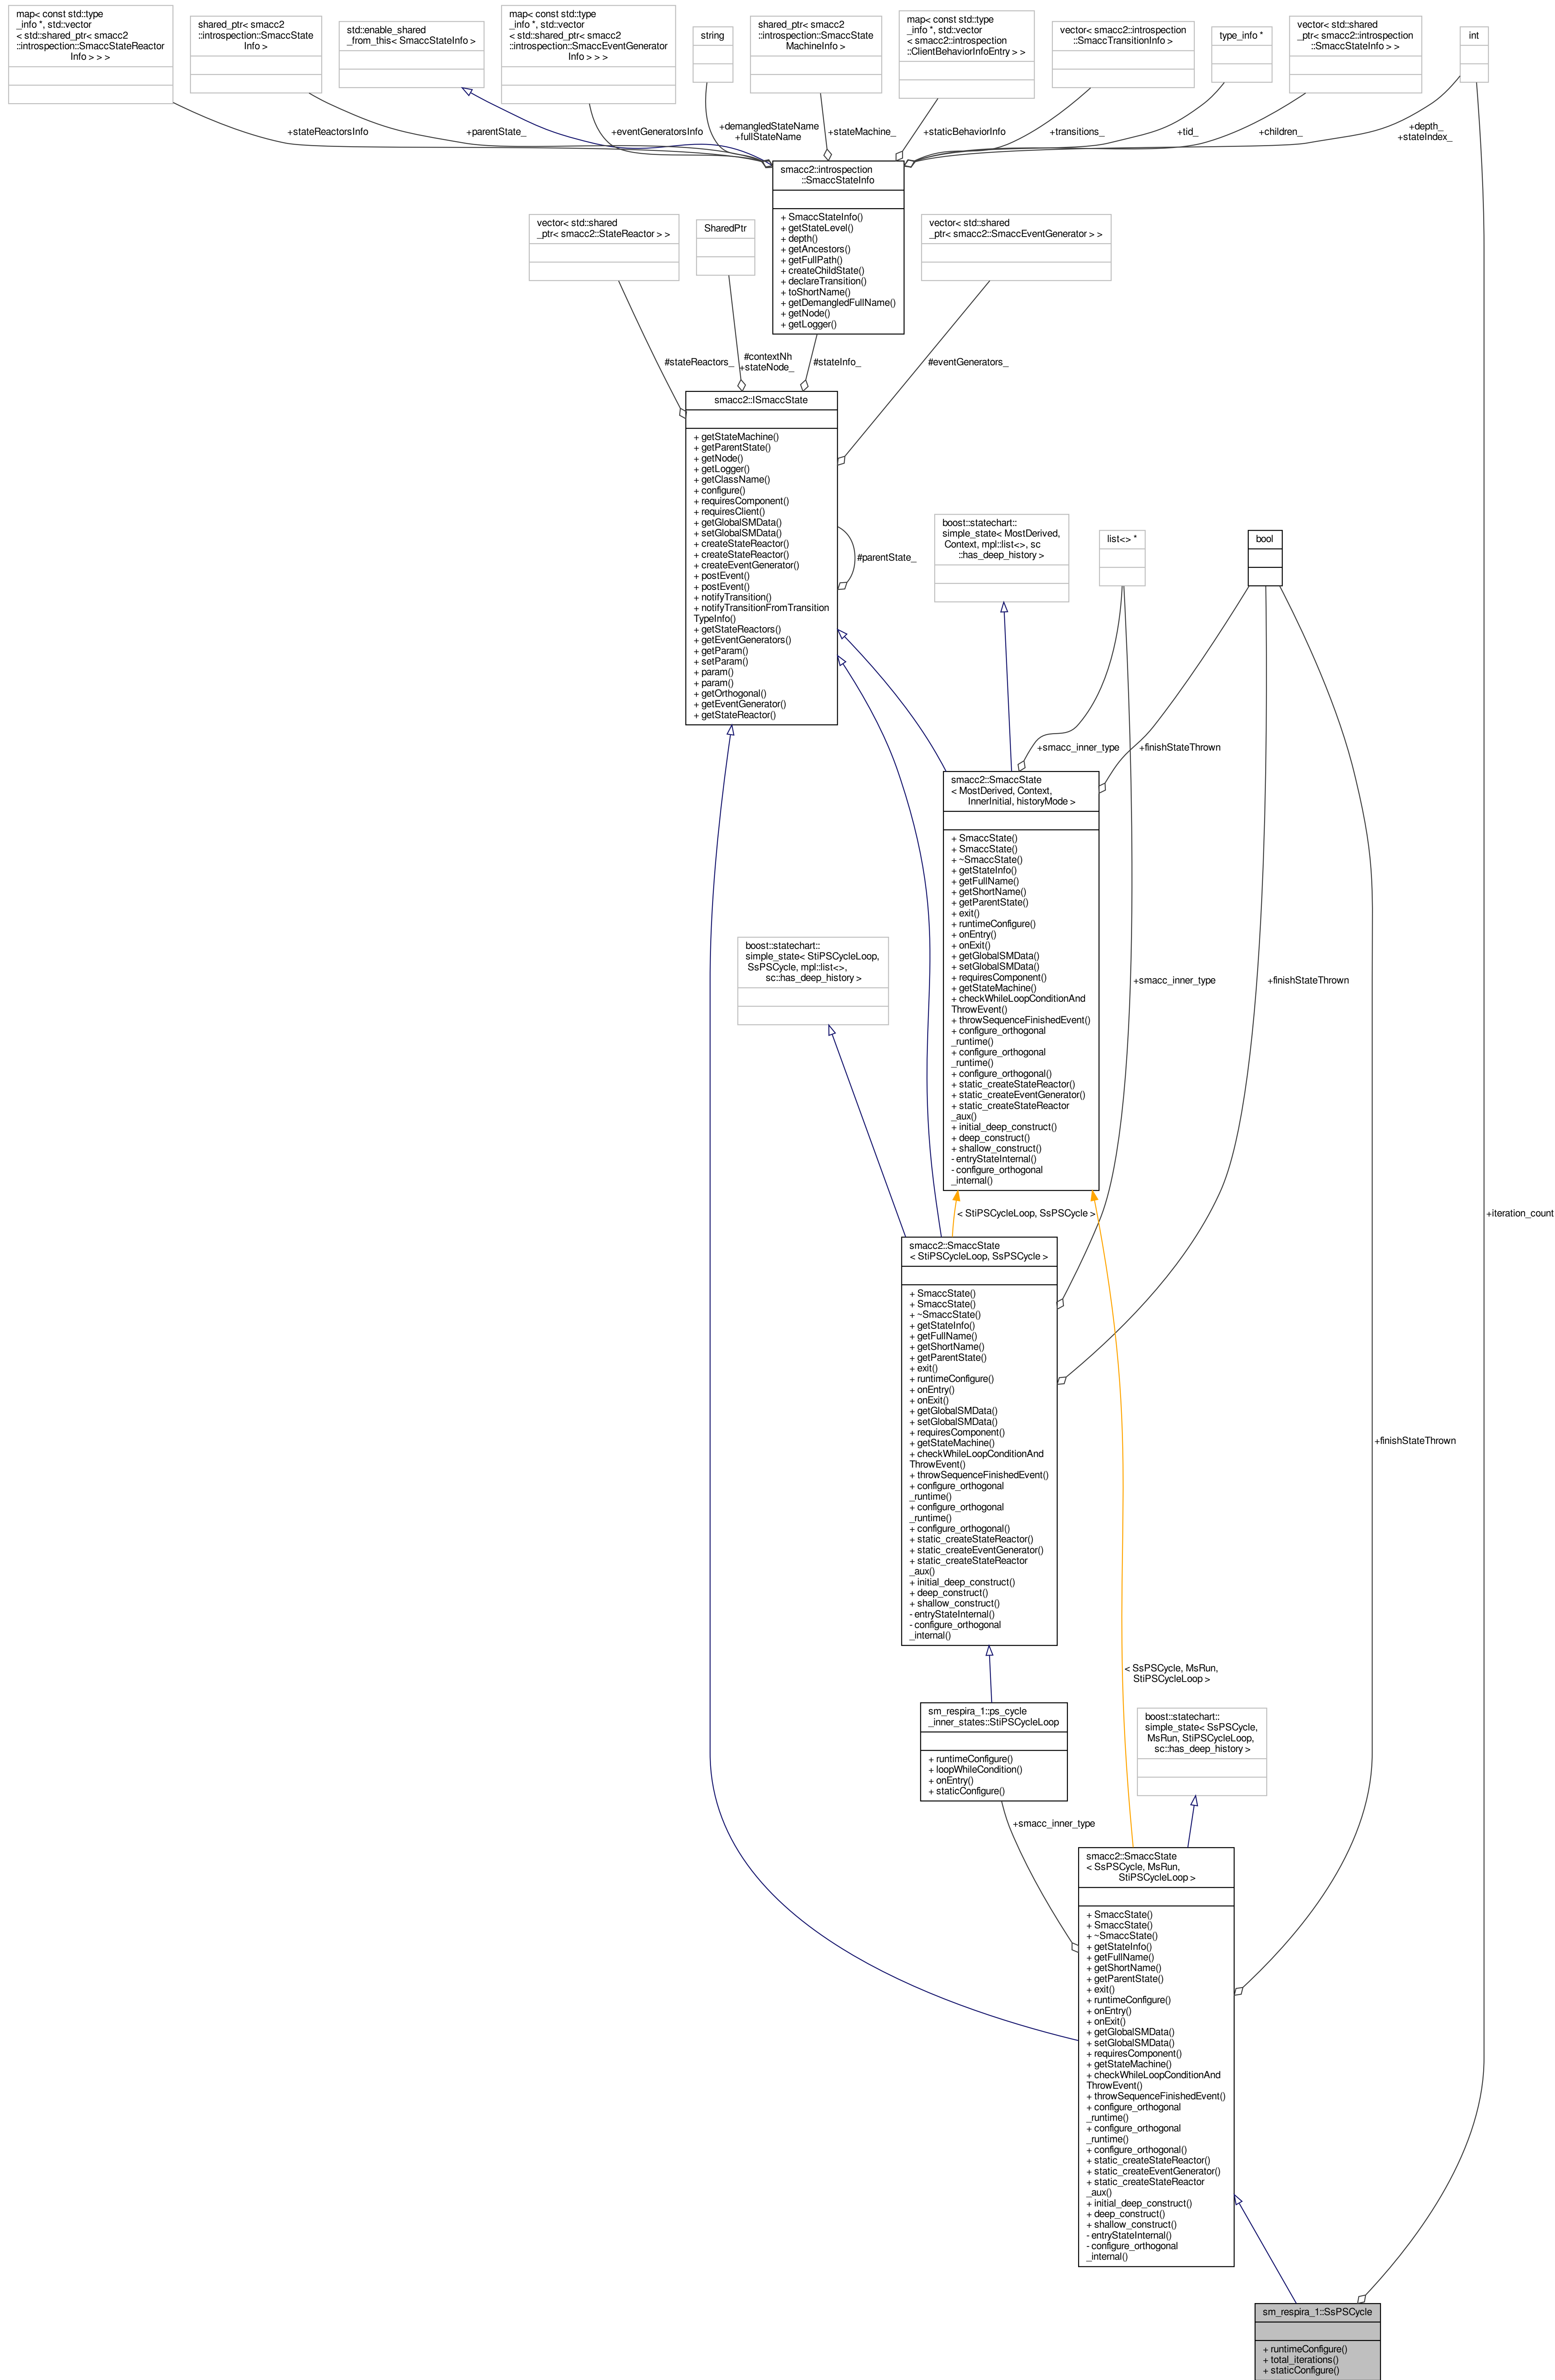 map< const std::type
_info *, std::vector
< std::shared_ptr< smacc2
::introspection::SmaccStateReactor
Info > > >
shared_ptr< smacc2
::introspection::SmaccState
Info >
std::enable_shared
_from_this< SmaccStateInfo >
map< const std::type
_info *, std::vector
< std::shared_ptr< smacc2
::introspection::SmaccEventGenerator
Info > > >
string
shared_ptr< smacc2
::introspection::SmaccState
MachineInfo >
map< const std::type
_info *, std::vector
< smacc2::introspection
::ClientBehaviorInfoEntry > >
vector< smacc2::introspection
::SmaccTransitionInfo >
type_info *
vector< std::shared
_ptr< smacc2::introspection
::SmaccStateInfo > >
int
+stateReactorsInfo
+parentState_
+eventGeneratorsInfo
+demangledStateName
+fullStateName
+stateMachine_
+staticBehaviorInfo
+transitions_
+tid_
+children_
+depth_
+stateIndex_
smacc2::introspection
::SmaccStateInfo
+ SmaccStateInfo()
+ getStateLevel()
+ depth()
+ getAncestors()
+ getFullPath()
+ createChildState()
+ declareTransition()
+ toShortName()
+ getDemangledFullName()
+ getNode()
+ getLogger()
vector< std::shared
_ptr< smacc2::StateReactor > >
SharedPtr
vector< std::shared
_ptr< smacc2::SmaccEventGenerator > >
#stateReactors_
#contextNh
+stateNode_
#stateInfo_
#eventGenerators_
smacc2::ISmaccState
+ getStateMachine()
+ getParentState()
+ getNode()
+ getLogger()
+ getClassName()
+ configure()
+ requiresComponent()
+ requiresClient()
+ getGlobalSMData()
+ setGlobalSMData()
+ createStateReactor()
+ createStateReactor()
+ createEventGenerator()
+ postEvent()
+ postEvent()
+ notifyTransition()
+ notifyTransitionFromTransition
TypeInfo()
+ getStateReactors()
+ getEventGenerators()
+ getParam()
+ setParam()
+ param()
+ param()
+ getOrthogonal()
+ getEventGenerator()
+ getStateReactor()
#parentState_
boost::statechart::
simple_state< MostDerived,
Context, mpl::list<>, sc
::has_deep_history >
list<> *
bool
+smacc_inner_type
+finishStateThrown
smacc2::SmaccState
< MostDerived, Context,
InnerInitial, historyMode >
+ SmaccState()
+ SmaccState()
+ ~SmaccState()
+ getStateInfo()
+ getFullName()
+ getShortName()
+ getParentState()
+ exit()
+ runtimeConfigure()
+ onEntry()
+ onExit()
+ getGlobalSMData()
+ setGlobalSMData()
+ requiresComponent()
+ getStateMachine()
+ checkWhileLoopConditionAnd
ThrowEvent()
+ throwSequenceFinishedEvent()
+ configure_orthogonal
_runtime()
+ configure_orthogonal
_runtime()
+ configure_orthogonal()
+ static_createStateReactor()
+ static_createEventGenerator()
+ static_createStateReactor
_aux()
+ initial_deep_construct()
+ deep_construct()
+ shallow_construct()
- entryStateInternal()
- configure_orthogonal
_internal()
boost::statechart::
simple_state< StiPSCycleLoop,
SsPSCycle, mpl::list<>,
sc::has_deep_history >
+smacc_inner_type
+finishStateThrown
< StiPSCycleLoop, SsPSCycle >
+iteration_count
smacc2::SmaccState
< StiPSCycleLoop, SsPSCycle >
+ SmaccState()
+ SmaccState()
+ ~SmaccState()
+ getStateInfo()
+ getFullName()
+ getShortName()
+ getParentState()
+ exit()
+ runtimeConfigure()
+ onEntry()
+ onExit()
+ getGlobalSMData()
+ setGlobalSMData()
+ requiresComponent()
+ getStateMachine()
+ checkWhileLoopConditionAnd
ThrowEvent()
+ throwSequenceFinishedEvent()
+ configure_orthogonal
_runtime()
+ configure_orthogonal
_runtime()
+ configure_orthogonal()
+ static_createStateReactor()
+ static_createEventGenerator()
+ static_createStateReactor
_aux()
+ initial_deep_construct()
+ deep_construct()
+ shallow_construct()
- entryStateInternal()
- configure_orthogonal
_internal()
+finishStateThrown
< SsPSCycle, MsRun,
StiPSCycleLoop >
sm_respira_1::ps_cycle
_inner_states::StiPSCycleLoop
+ runtimeConfigure()
+ loopWhileCondition()
+ onEntry()
+ staticConfigure()
boost::statechart::
simple_state< SsPSCycle,
MsRun, StiPSCycleLoop,
sc::has_deep_history >
+smacc_inner_type
smacc2::SmaccState
< SsPSCycle, MsRun,
StiPSCycleLoop >
+ SmaccState()
+ SmaccState()
+ ~SmaccState()
+ getStateInfo()
+ getFullName()
+ getShortName()
+ getParentState()
+ exit()
+ runtimeConfigure()
+ onEntry()
+ onExit()
+ getGlobalSMData()
+ setGlobalSMData()
+ requiresComponent()
+ getStateMachine()
+ checkWhileLoopConditionAnd
ThrowEvent()
+ throwSequenceFinishedEvent()
+ configure_orthogonal
_runtime()
+ configure_orthogonal
_runtime()
+ configure_orthogonal()
+ static_createStateReactor()
+ static_createEventGenerator()
+ static_createStateReactor
_aux()
+ initial_deep_construct()
+ deep_construct()
+ shallow_construct()
- entryStateInternal()
- configure_orthogonal
_internal()
sm_respira_1::SsPSCycle
+ runtimeConfigure()
+ total_iterations()
+ staticConfigure()